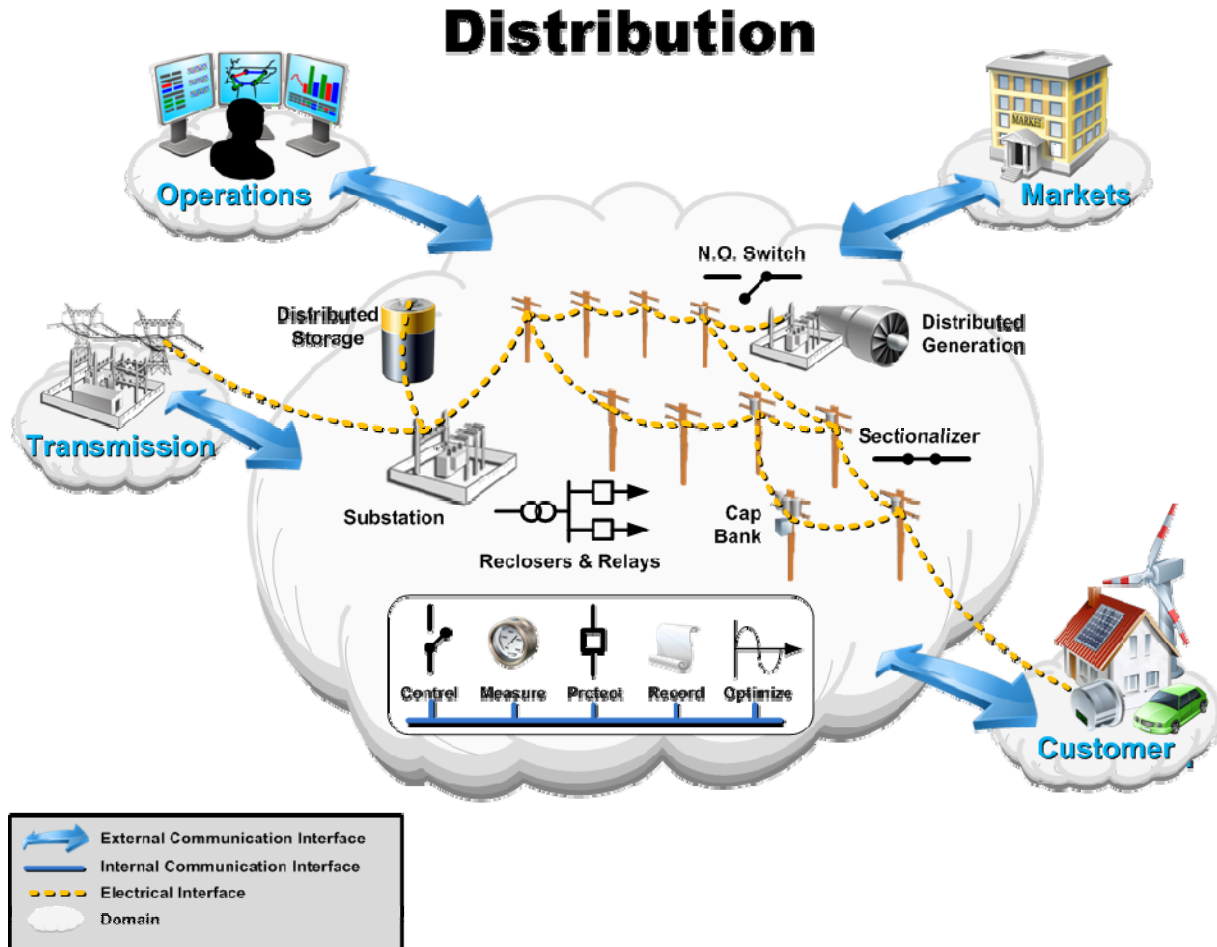 Distribution
Operations
MARKET
Markets
N.O. Switch
Distributed
Storage
Distributed
Generation
Transmission
Sectionalizer
Substation
Cap
Bank
Reclosers & Relays
Control
Measure
Protect
Record
Optimize
Customer
External Communication Interface
Internal Communication Interface
Electrical Interface
Domain